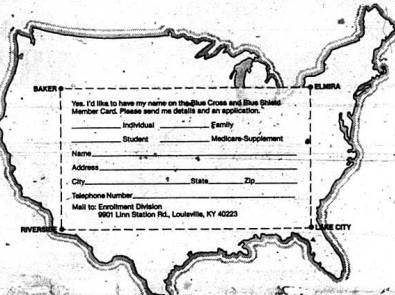 BAKER
ELMIRA
Yes. I'd like to have my name on the Blue Cross and Blue Shield
Member Card. Please send me details and an application.
Individual Family
Student Medicare-Supplement
Name
Address
City State Zip
Telephone Number
Mail to: Enrollment Division
9901 Linn Station Rd., Louisville, KY 40223
RIVERSIDE
LAKE CITY